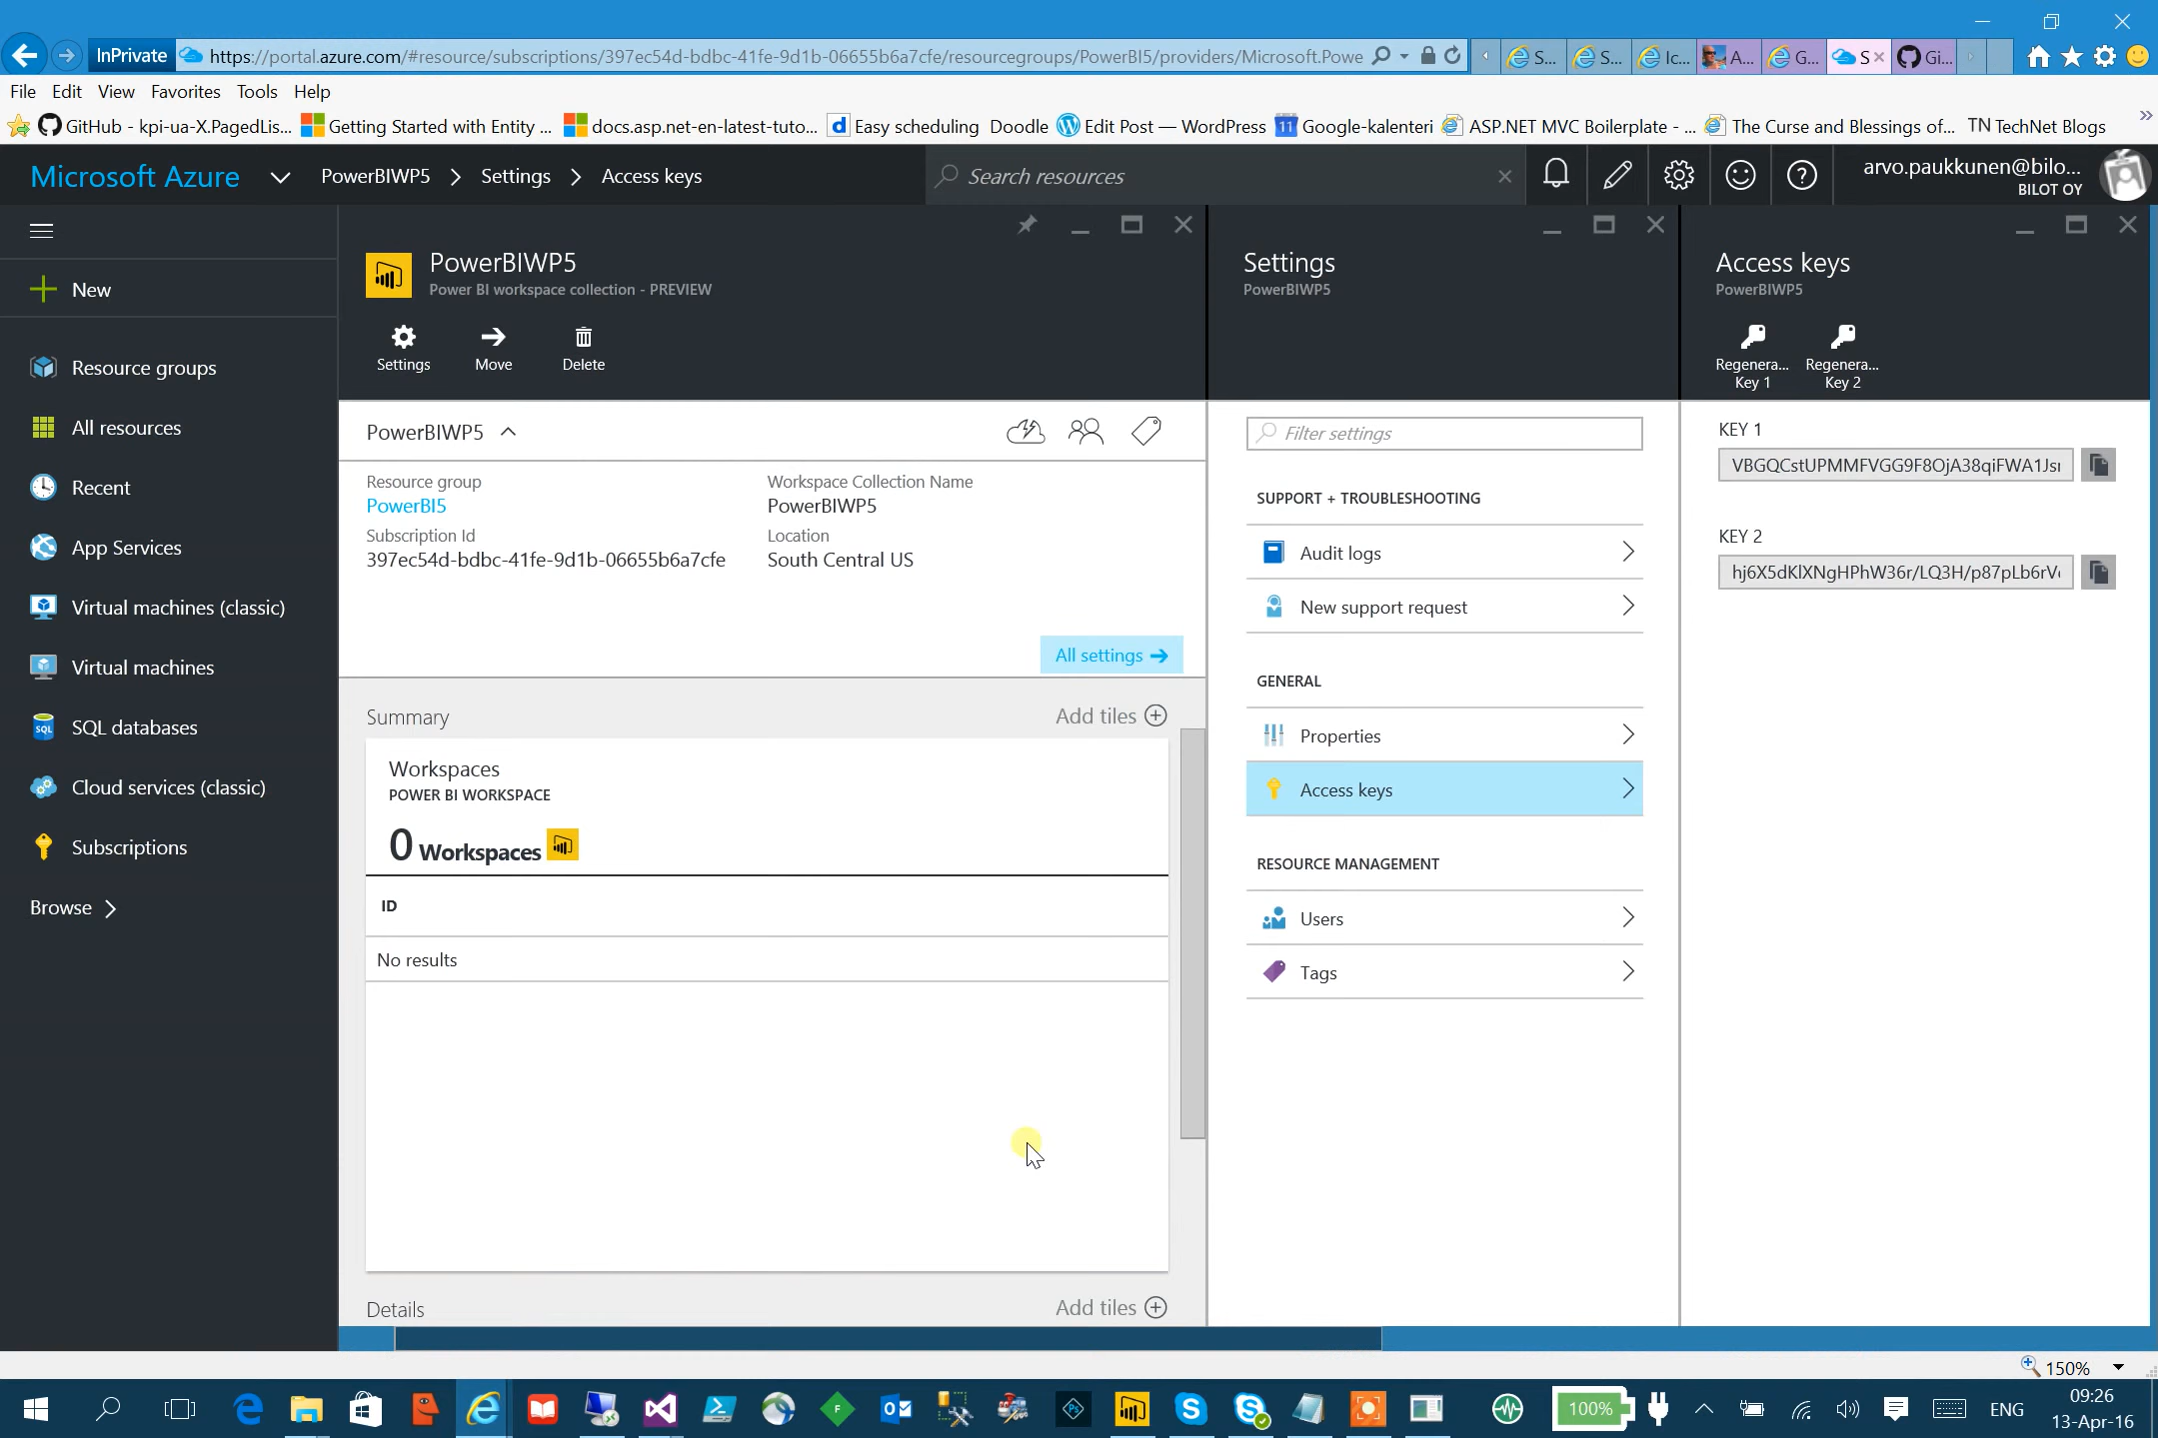 InPrivate https://portal.azure.com/#resource/subscriptions/397ec54d-bdbc-41fe-9d1b-06655b6a7cfe/resourcegroups/PowerBI5/providers/Microsoft.Powe S... S... Ic... A... G... S Gi...
File Edit View Favorites Tools Help
GitHub - kpi-ua-X.PagedLis... Getting Started with Entity ... docs.asp.net-en-latest-tuto... d Easy scheduling Doodle Edit Post — WordPress 11 Google-kalenteri ASP.NET MVC Boilerplate - ... The Curse and Blessings of... TN TechNet Blogs
Microsoft Azure PowerBIWP5 > Settings > Access keys Search resources arvo.paukkunen@bilo...
BILOT OY
New
Resource groups
All resources
Recent
App Services
Virtual machines (classic)
Virtual machines
SQL databases
Cloud services (classic)
Subscriptions
Browse >
PowerBIWP5
Power BI workspace collection - PREVIEW
Settings Move Delete
PowerBIWP5
Resource group
PowerBI5
Subscription Id
397ec54d-bdbc-41fe-9d1b-06655b6a7cfe
Workspace Collection Name
PowerBIWP5
Location
South Central US
All settings →
Summary Add tiles
Workspaces
POWER BI WORKSPACE
0 Workspaces
ID
No results
Details Add tiles
Settings
PowerBIWP5
Filter settings
SUPPORT + TROUBLESHOOTING
Audit logs
New support request
GENERAL
Properties
Access keys
RESOURCE MANAGEMENT
Users
Tags
Access keys
PowerBIWP5
Regenera... Regenera...
Key 1 Key 2
KEY 1
VBGQCstUPMMFVGG9F8OjA38qiFWA1Jsr
KEY 2
hj6X5dKlXNgHPhW36r/LQ3H/p87pLb6rV
150%
100% ENG 09:26
13-Apr-16